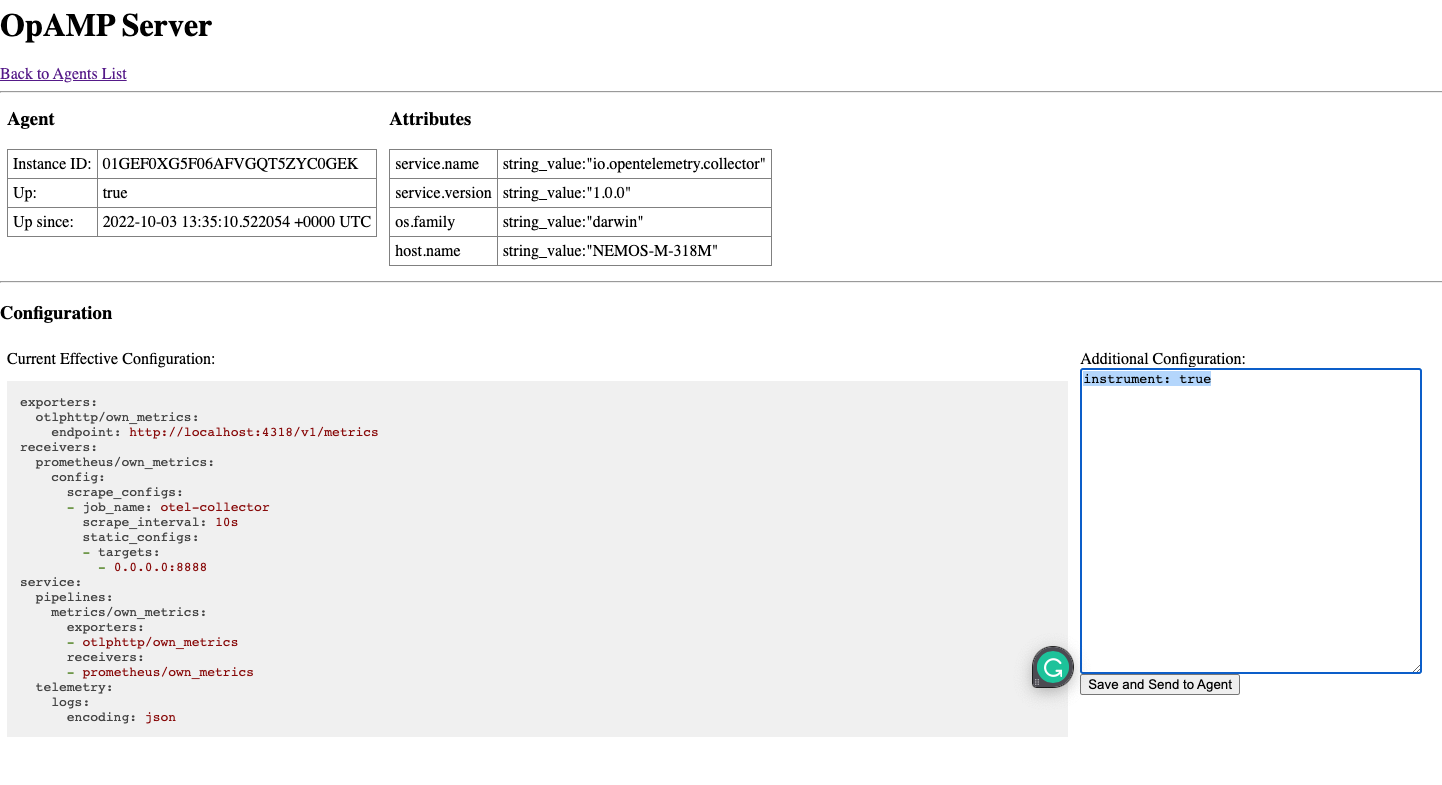 OpAMP Server
Back to Agents List
Agent
Instance ID: 01GEF0XG5F06AFVGQT5ZYC0GEK
Up: true
Up since: 2022-10-03 13:35:10.522054 +0000 UTC
Attributes
service.name string_value:"io.opentelemetry.collector"
service.version string_value:"1.0.0"
os.family string_value:"darwin"
host.name string_value:"NEMOS-M-318M"
Configuration
Current Effective Configuration:
exporters:
  otlphttp/own_metrics:
    endpoint: http://localhost:4318/v1/metrics
receivers:
  prometheus/own_metrics:
    config:
      scrape_configs:
      - job_name: otel-collector
        scrape_interval: 10s
        static_configs:
        - targets:
          - 0.0.0.0:8888
service:
  pipelines:
    metrics/own_metrics:
      exporters:
      - otlphttp/own_metrics
      receivers:
      - prometheus/own_metrics
  telemetry:
    logs:
      encoding: json
Additional Configuration:
instrument: true
G
Save and Send to Agent